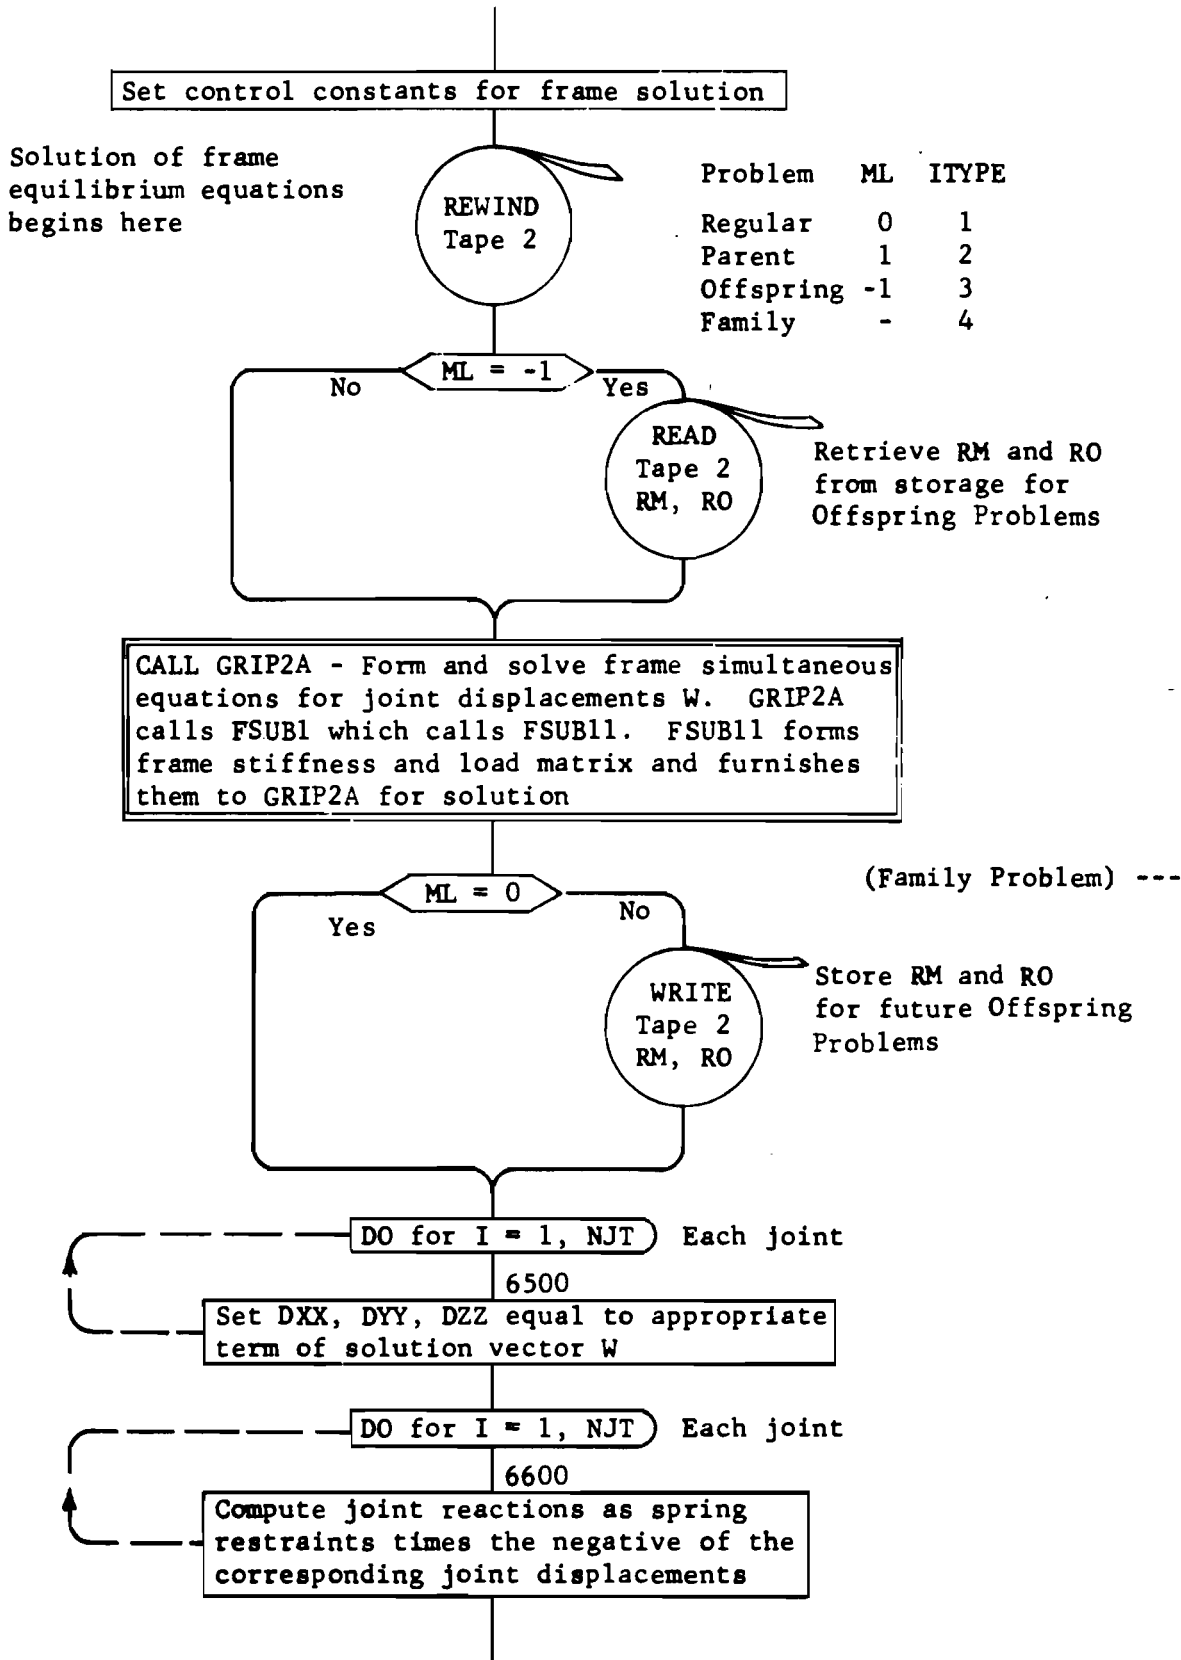 Set control constants for frame solution
Solution of frame
equilibrium equations
begins here
REWIND
Tape 2
Problem ML ITYPE
Regular 0 1
Parent 1 2
Offspring -1 3
Family - 4
ML = -1
No
Yes
READ
Tape 2
RM, RO
Retrieve RM and RO
from storage for
Offspring Problems
CALL GRIP2A - Form and solve frame simultaneous
equations for joint displacements W. GRIP2A
calls FSUB1 which calls FSUB11. FSUB11 forms
frame stiffness and load matrix and furnishes
them to GRIP2A for solution
ML = 0
(Family Problem) ---
Yes
No
WRITE
Tape 2
RM, RO
Store RM and RO
for future Offspring
Problems
DO for I = 1, NJT Each joint
6500
Set DXX, DYY, DZZ equal to appropriate
term of solution vector W
DO for I = 1, NJT Each joint
6600
Compute joint reactions as spring
restraints times the negative of the
corresponding joint displacements